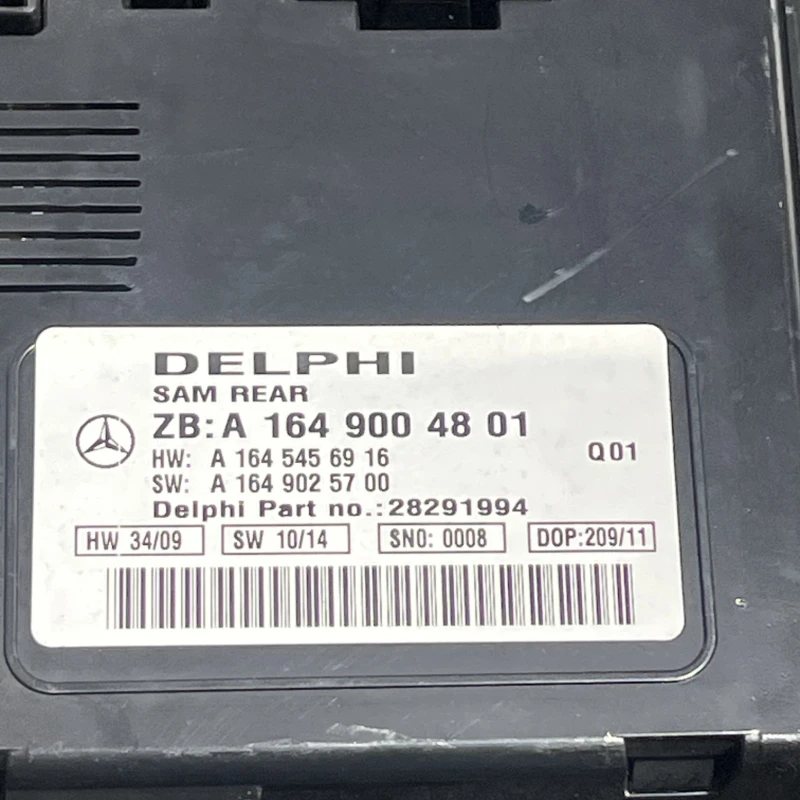 DELPHI
SAM REAR
ZB: A 164 900 48 01
HW: A 164 545 69 16
SW: A 164 902 57 00
Q01
Delphi Part no.:28291994
HW 34/09 SW 10/14 SNO: 0008 DOP:209/11